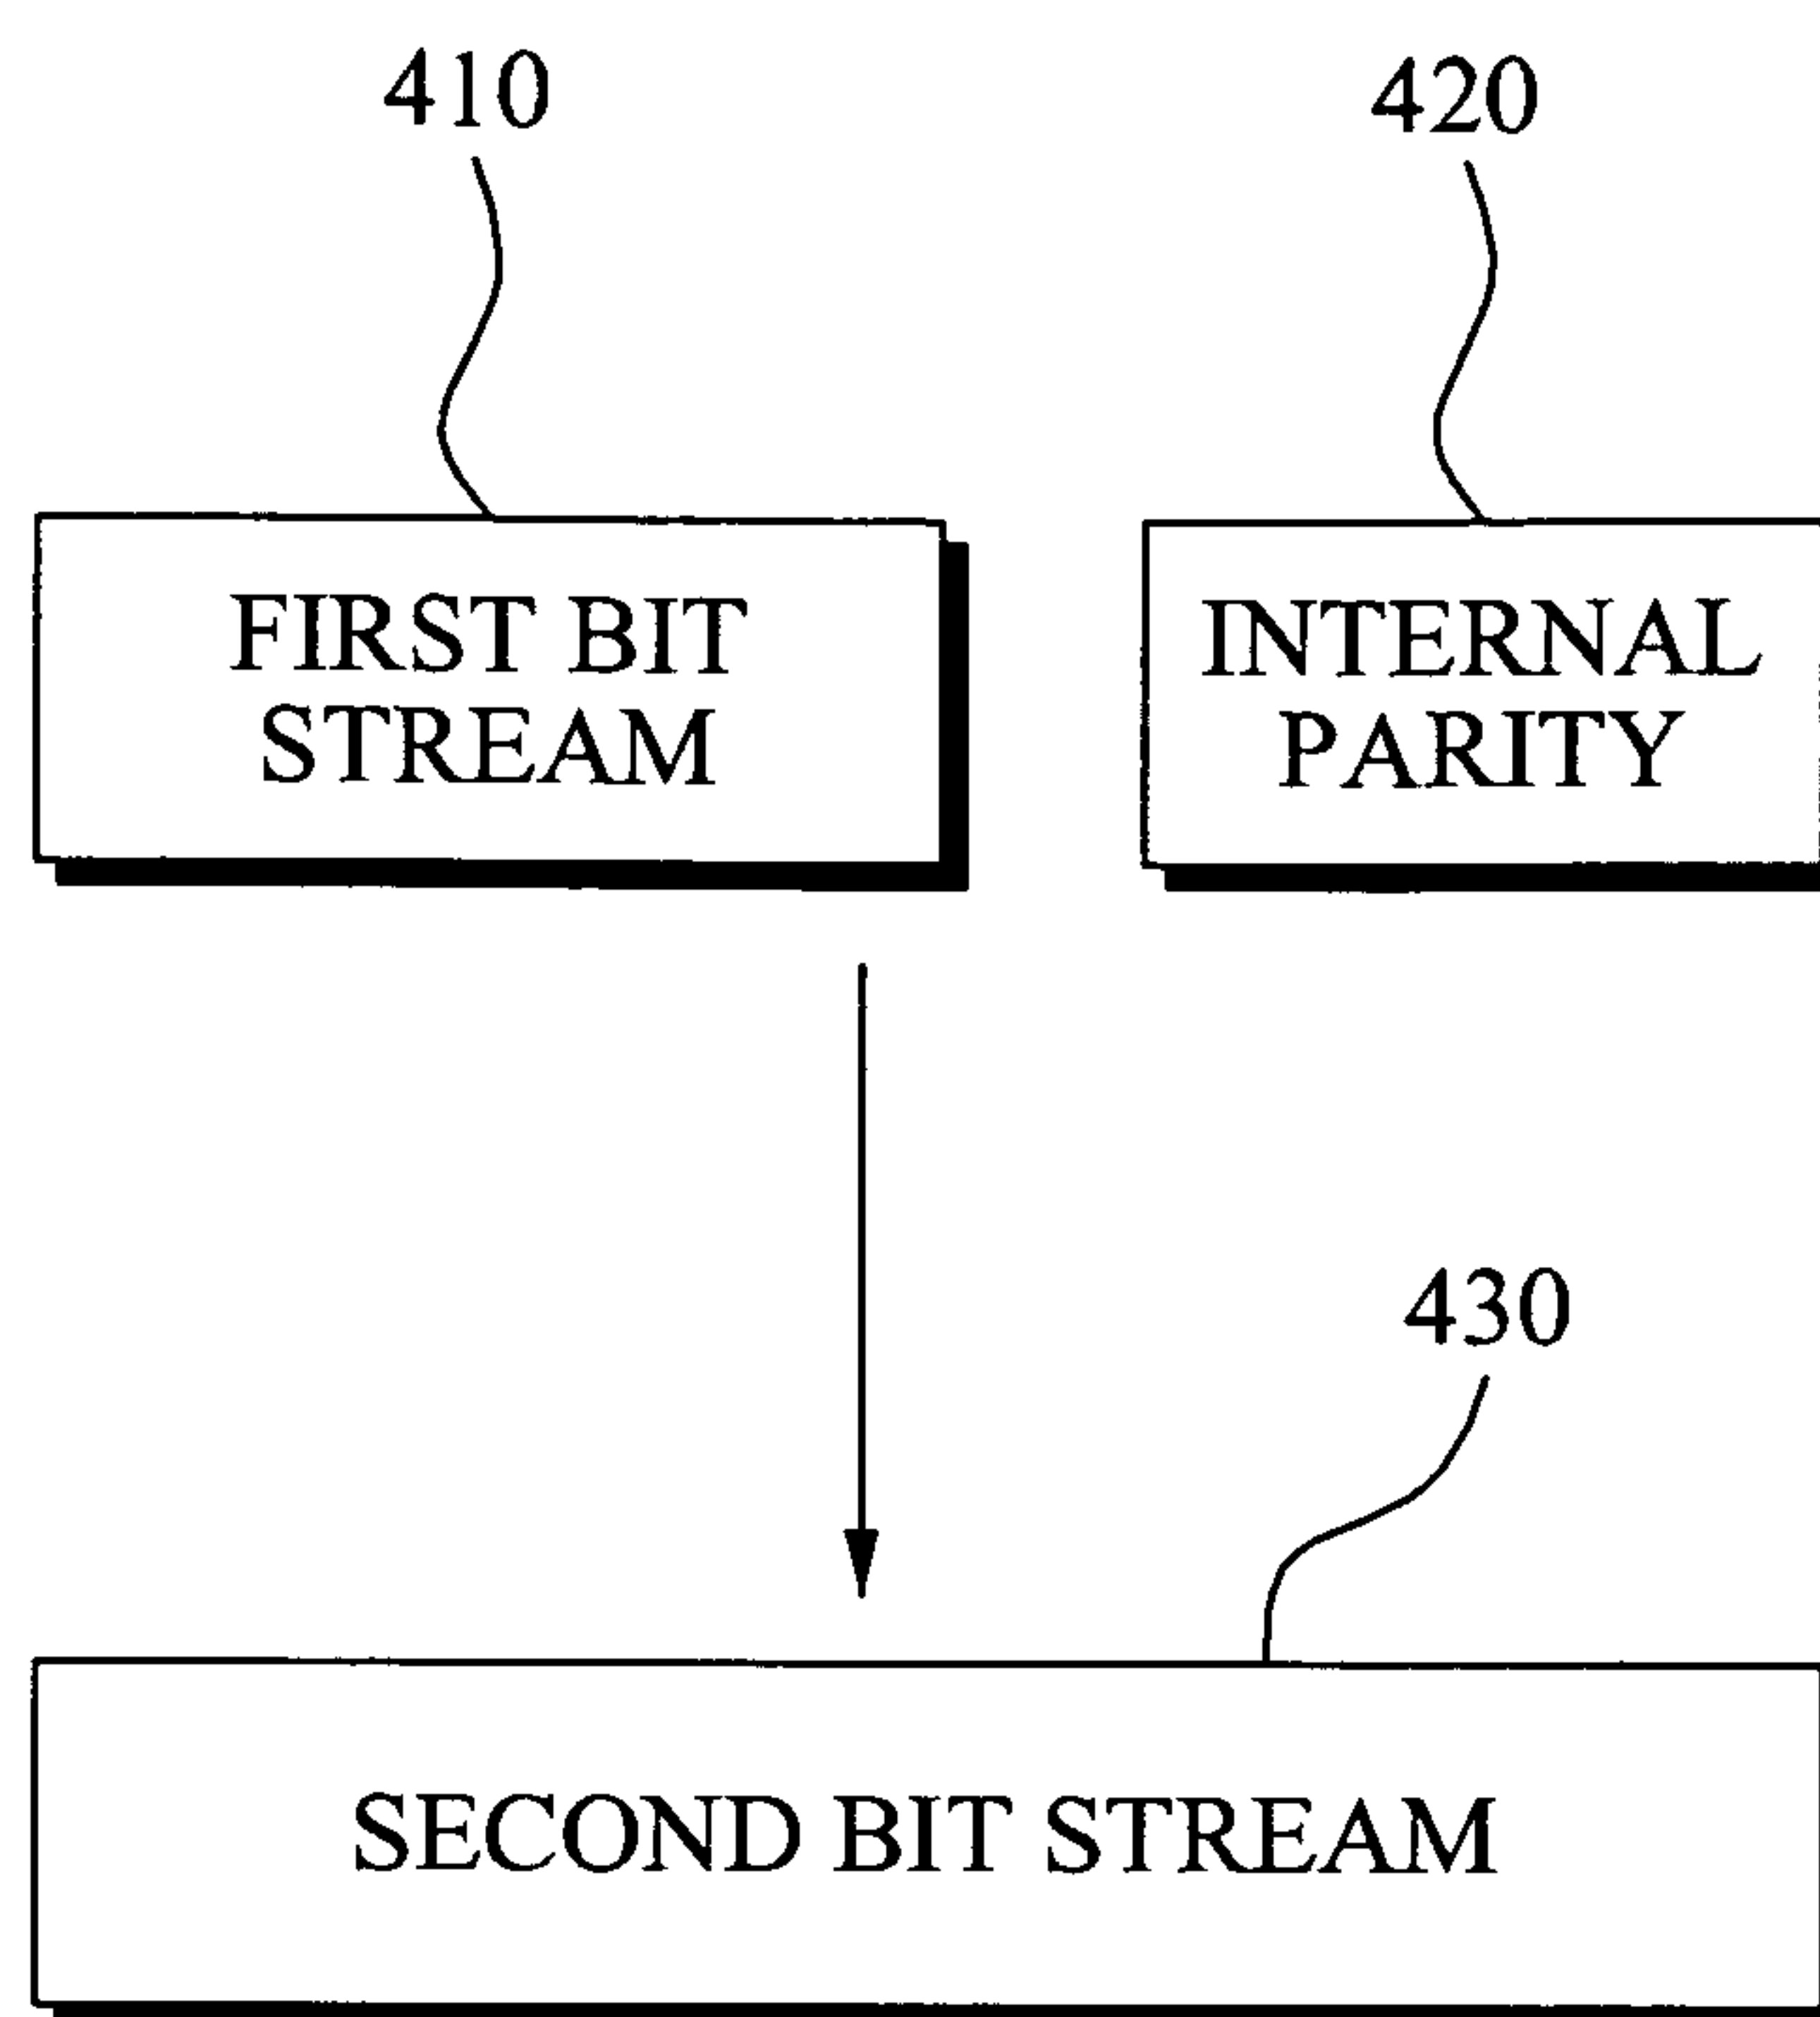 410
420
FIRST BIT
STREAM
INTERNAL
PARITY
430
SECOND BIT STREAM